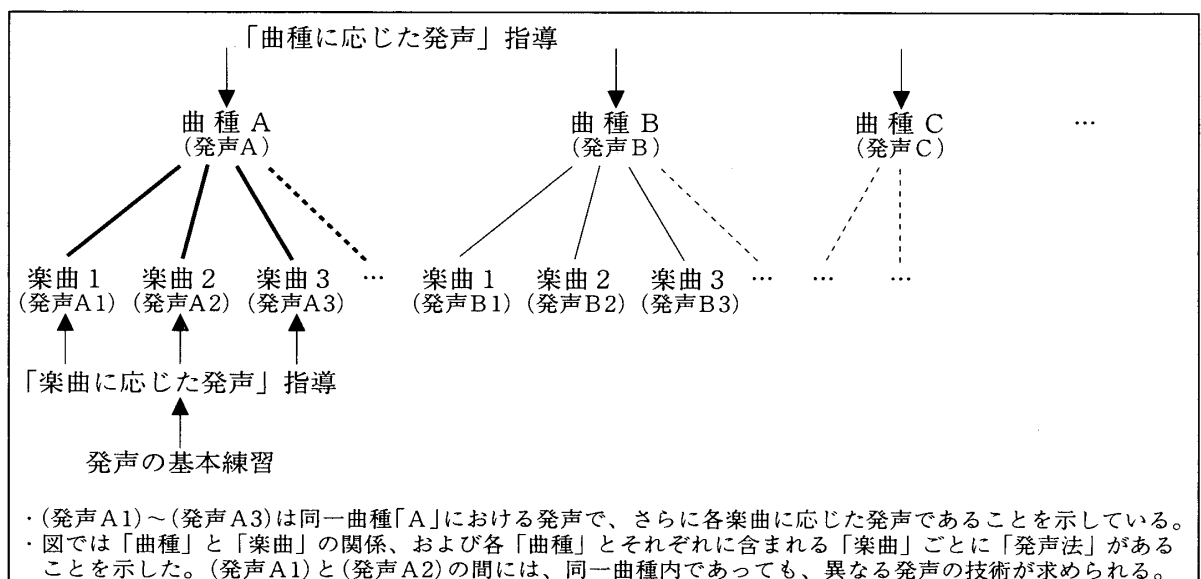 「曲種に応じた発声」指導
曲種A 曲種B 曲種C …
(発声A) (発声B) (発声C)
楽曲1 楽曲2 楽曲3 … 楽曲1 楽曲2 楽曲3 … … …
(発声A1) (発声A2) (発声A3) (発声B1) (発声B2) (発声B3)
「楽曲に応じた発声」指導
発声の基本練習
・(発声A1)～(発声A3)は同一曲種「A」における発声で、さらに各楽曲に応じた発声であることを示している。
・図では「曲種」と「楽曲」の関係、および各「曲種」とそれぞれに含まれる「楽曲」ごとに「発声法」がある
ことを示した。(発声A1)と(発声A2)の間には、同一曲種内であっても、異なる発声の技術が求められる。